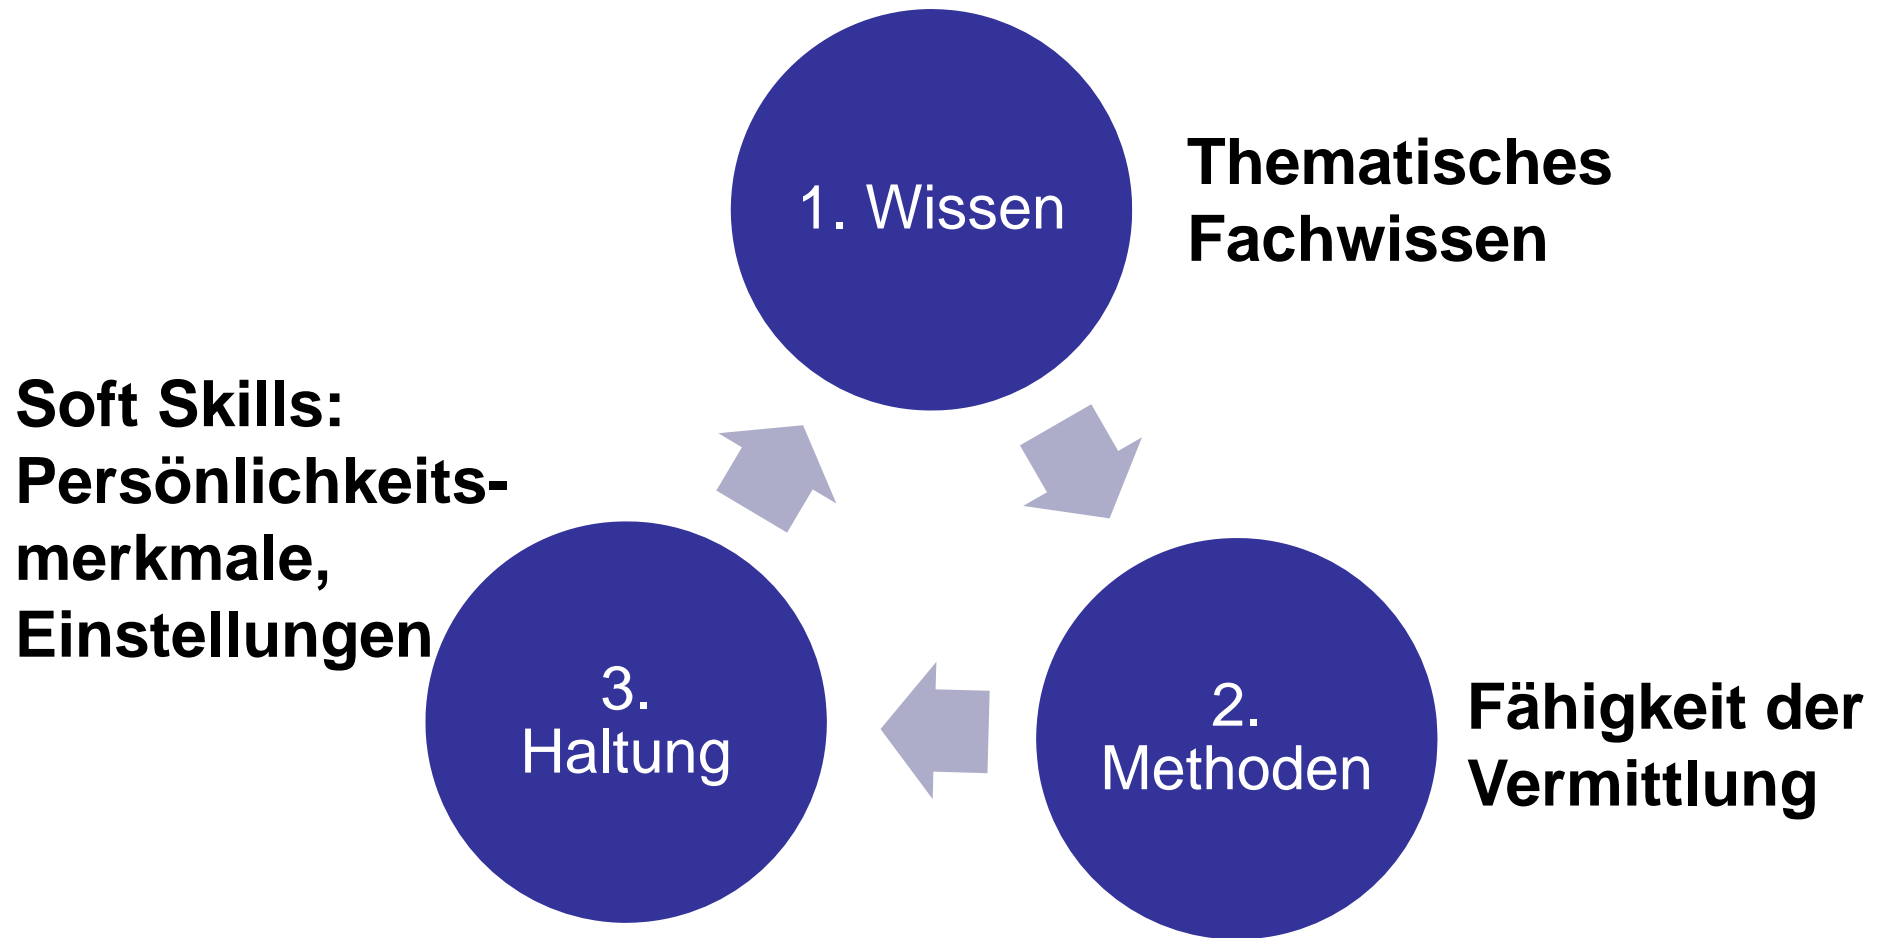 1. Wissen
Thematisches
Fachwissen
Soft Skills:
Persönlichkeits-
merkmale,
Einstellungen
3.
Haltung
2.
Methoden
Fähigkeit der
Vermittlung